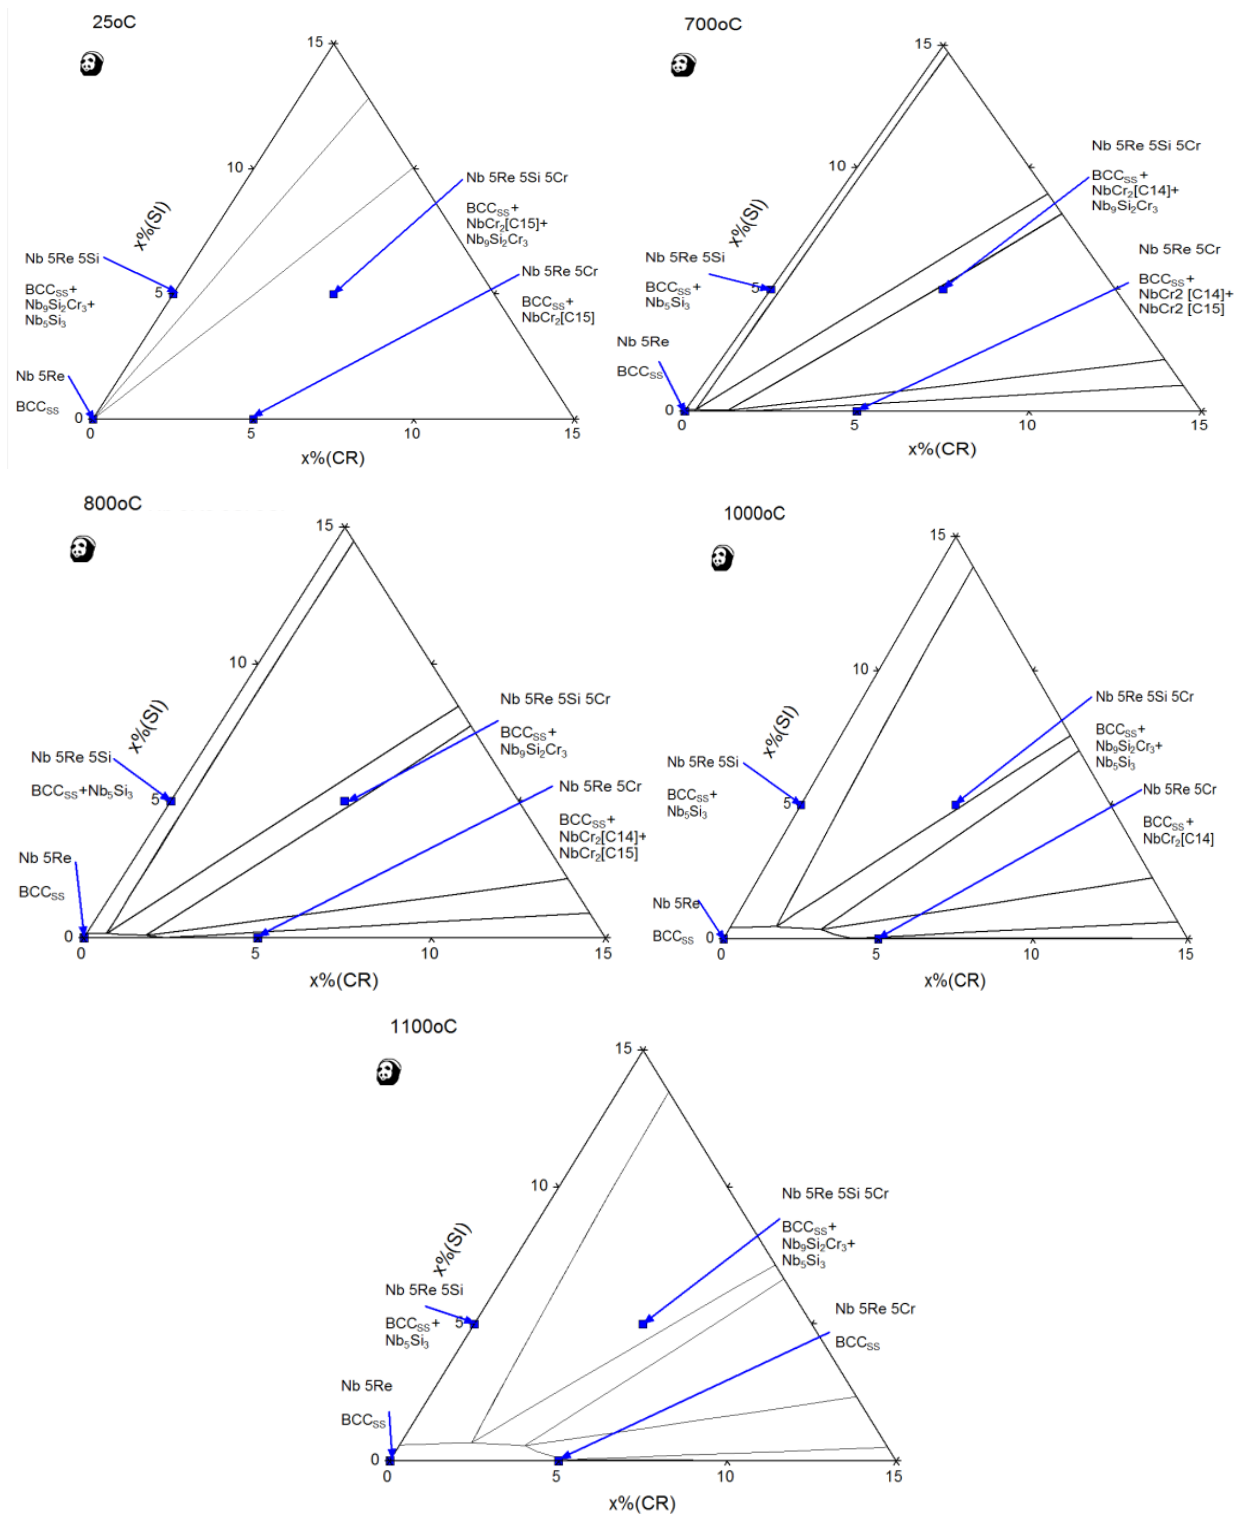 25oC
15
10
x%(SI)
Nb 5Re 5Si 5Cr
BCCSS+
NbCr2[C15]+
Nb9Si2Cr3
Nb 5Re 5Si
BCCSS+
Nb9Si2Cr3+
Nb5Si3
5
Nb 5Re 5Cr
BCCSS+
NbCr2[C15]
Nb 5Re
BCCSS
0
0
5
10
15
x%(CR)
700oC
15
10
x%(SI)
Nb 5Re 5Si 5Cr
BCCSS+
NbCr2[C14]+
Nb9Si2Cr3
Nb 5Re 5Si
BCCSS+
Nb5Si3
5
Nb 5Re 5Cr
BCCSS+
NbCr2 [C14]+
NbCr2 [C15]
Nb 5Re
BCCSS
0
0
5
10
15
x%(CR)
800oC
15
10
x%(SI)
Nb 5Re 5Si 5Cr
BCCSS+
Nb9Si2Cr3
Nb 5Re 5Si
BCCSS+Nb5Si3
5
Nb 5Re 5Cr
BCCSS+
NbCr2[C14]+
NbCr2[C15]
Nb 5Re
BCCSS
0
0
5
10
15
x%(CR)
1000oC
15
10
x%(SI)
Nb 5Re 5Si 5Cr
BCCSS+
Nb9Si2Cr3+
Nb5Si3
Nb 5Re 5Si
BCCSS+
Nb5Si3
5
Nb 5Re 5Cr
BCCSS+
NbCr2[C14]
Nb 5Re
BCCSS
0
0
5
10
15
x%(CR)
1100oC
15
10
x%(SI)
Nb 5Re 5Si 5Cr
BCCSS+
Nb9Si2Cr3+
Nb5Si3
Nb 5Re 5Si
BCCSS+
Nb5Si3
5
Nb 5Re 5Cr
BCCSS
Nb 5Re
BCCSS
0
0
5
10
15
x%(CR)